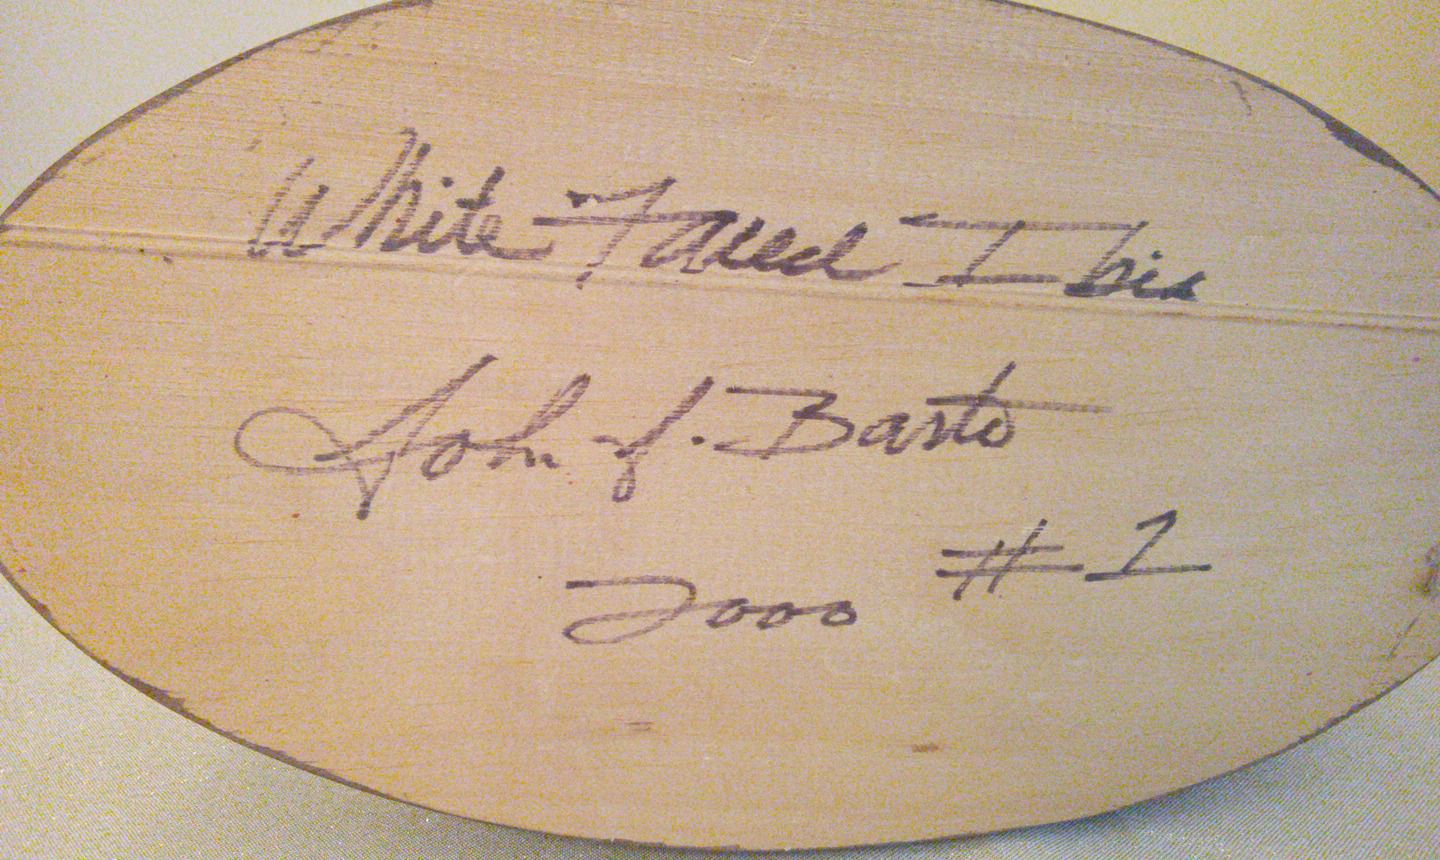 White Faced Ibis
John J. Barto
#1
2000